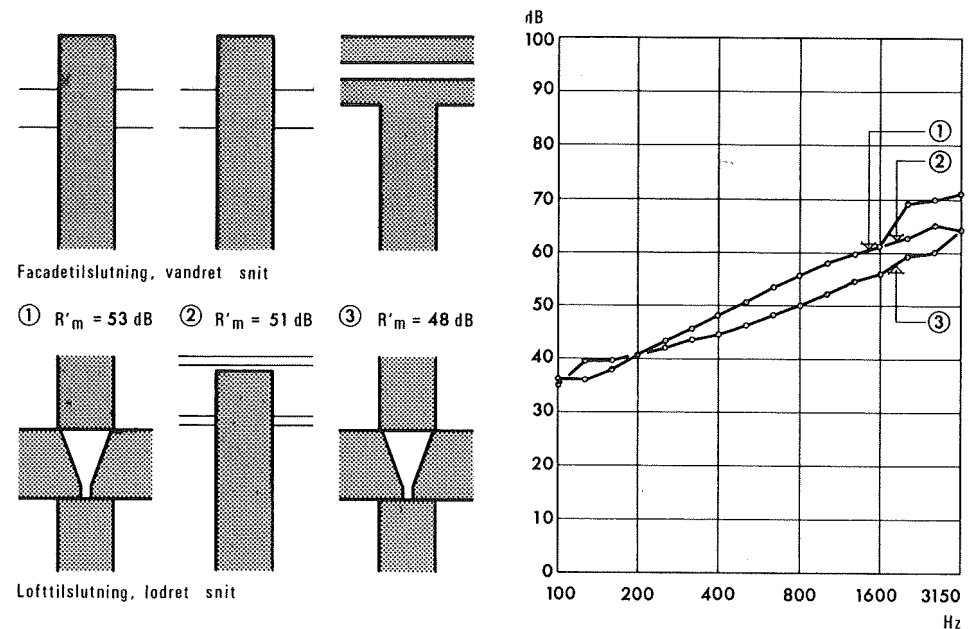 Facadetilslutning, vandret snit
① R'm = 53 dB ② R'm = 51 dB ③ R'm = 48 dB
Lofttilslutning, lodret snit
dB
100
90
80
70
60
50
40
30
20
10
0
①
②
③
100 200 400 800 1600 3150
Hz